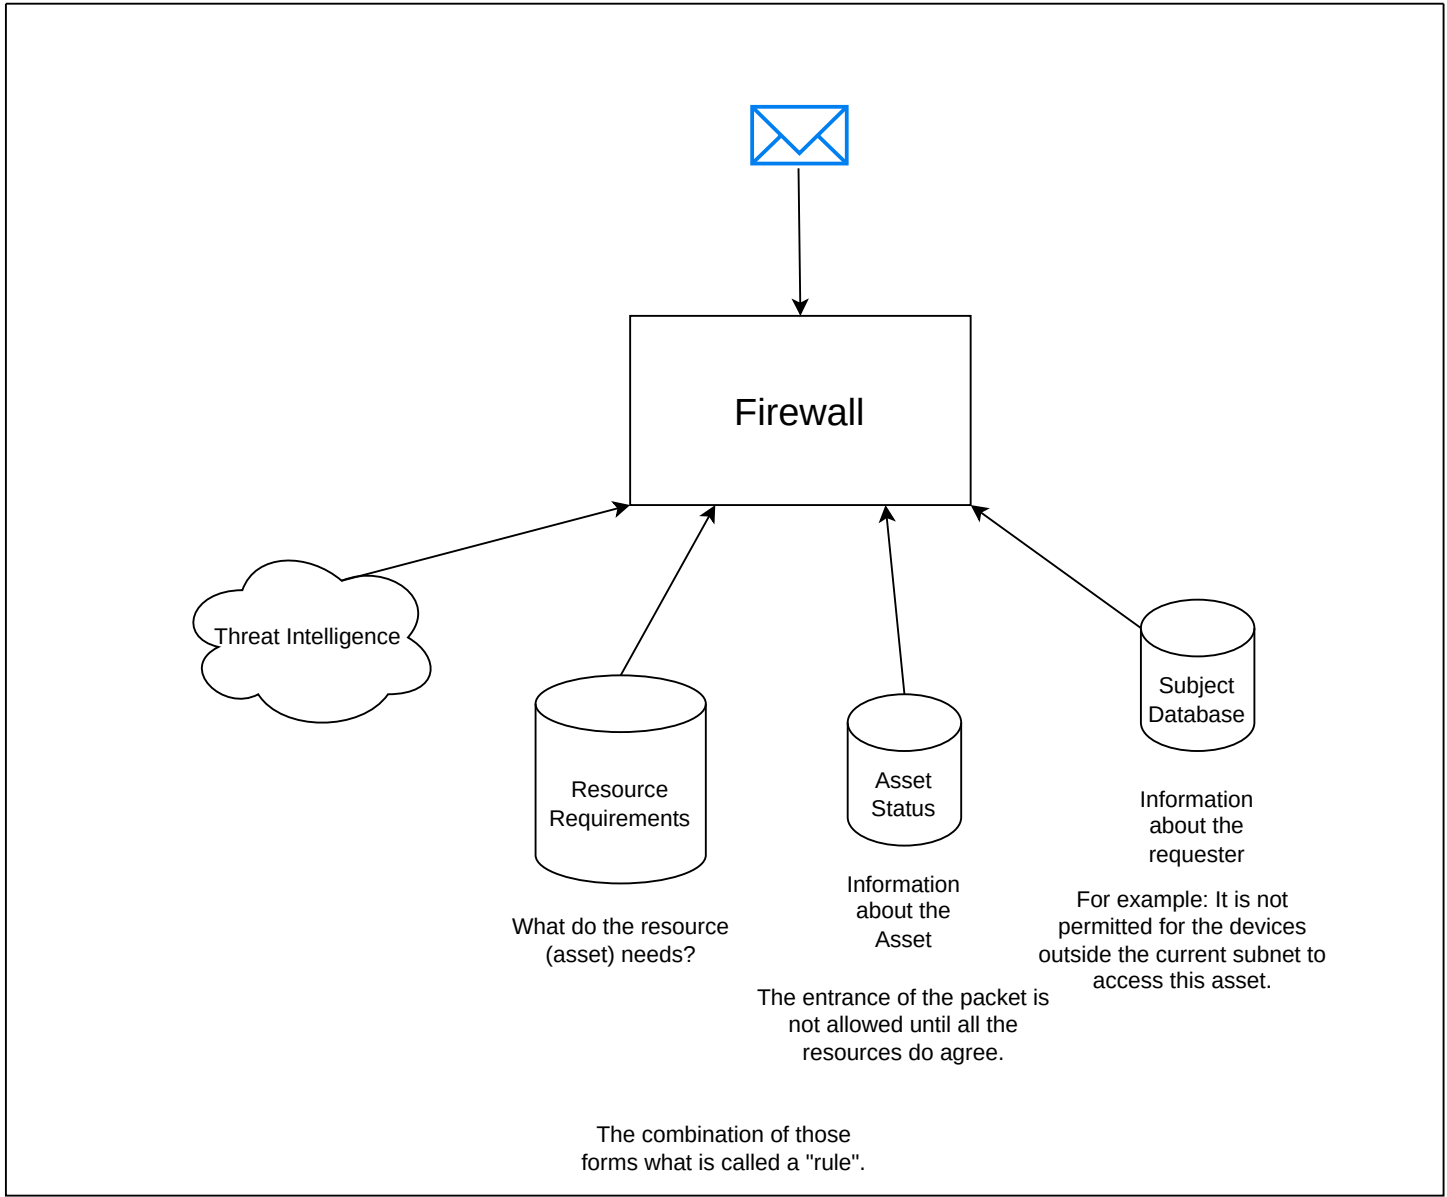 Firewall
Threat Intelligence
Resource
Requirements
What do the resource
(asset) needs?
Asset
Status
Information
about the
Asset
The entrance of the packet is
not allowed until all the
resources do agree.
Subject
Database
Information
about the
requester
For example: It is not
permitted for the devices
outside the current subnet to
access this asset.
The combination of those
forms what is called a "rule".